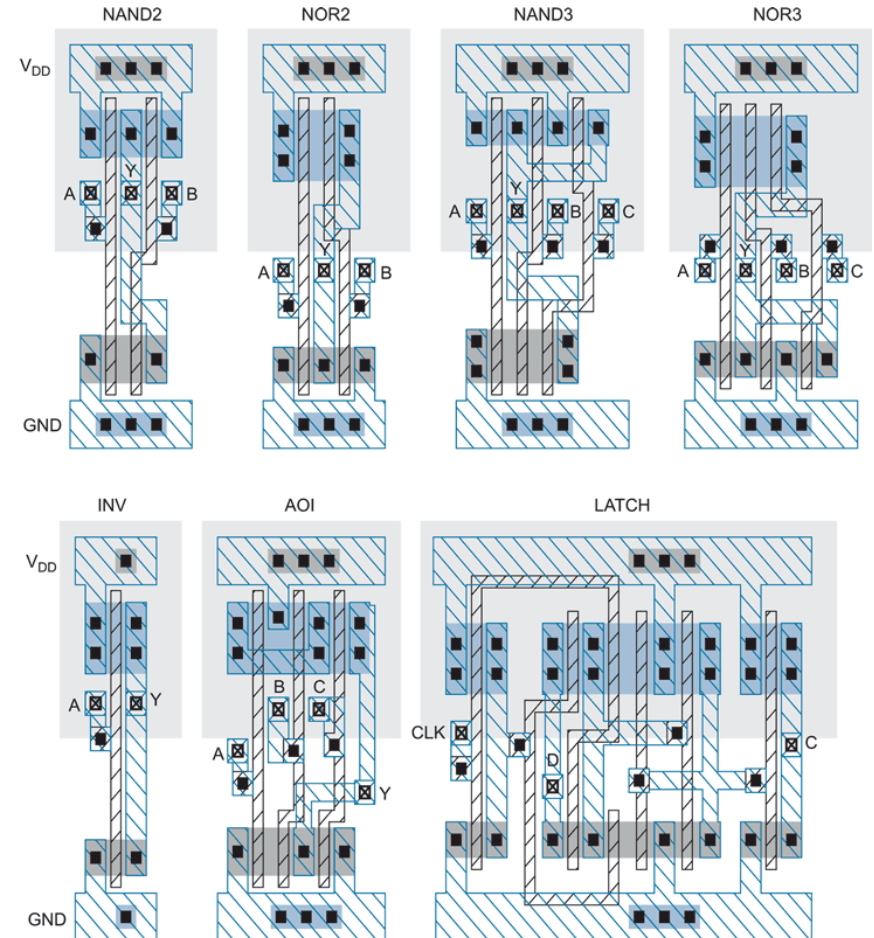 NAND2 NOR2 NAND3 NOR3
VDD
Y
A B
A Y B C
Y Y
A B A B C
GND
INV AOI LATCH
VDD
B C
A Y
CLK
C
A
D
Y
GND